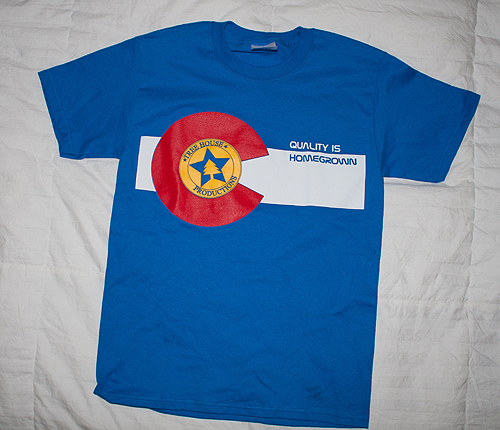 ★TREE HOUSE★
PRODUCTIONS
QUALITY IS
HOMEGROWN